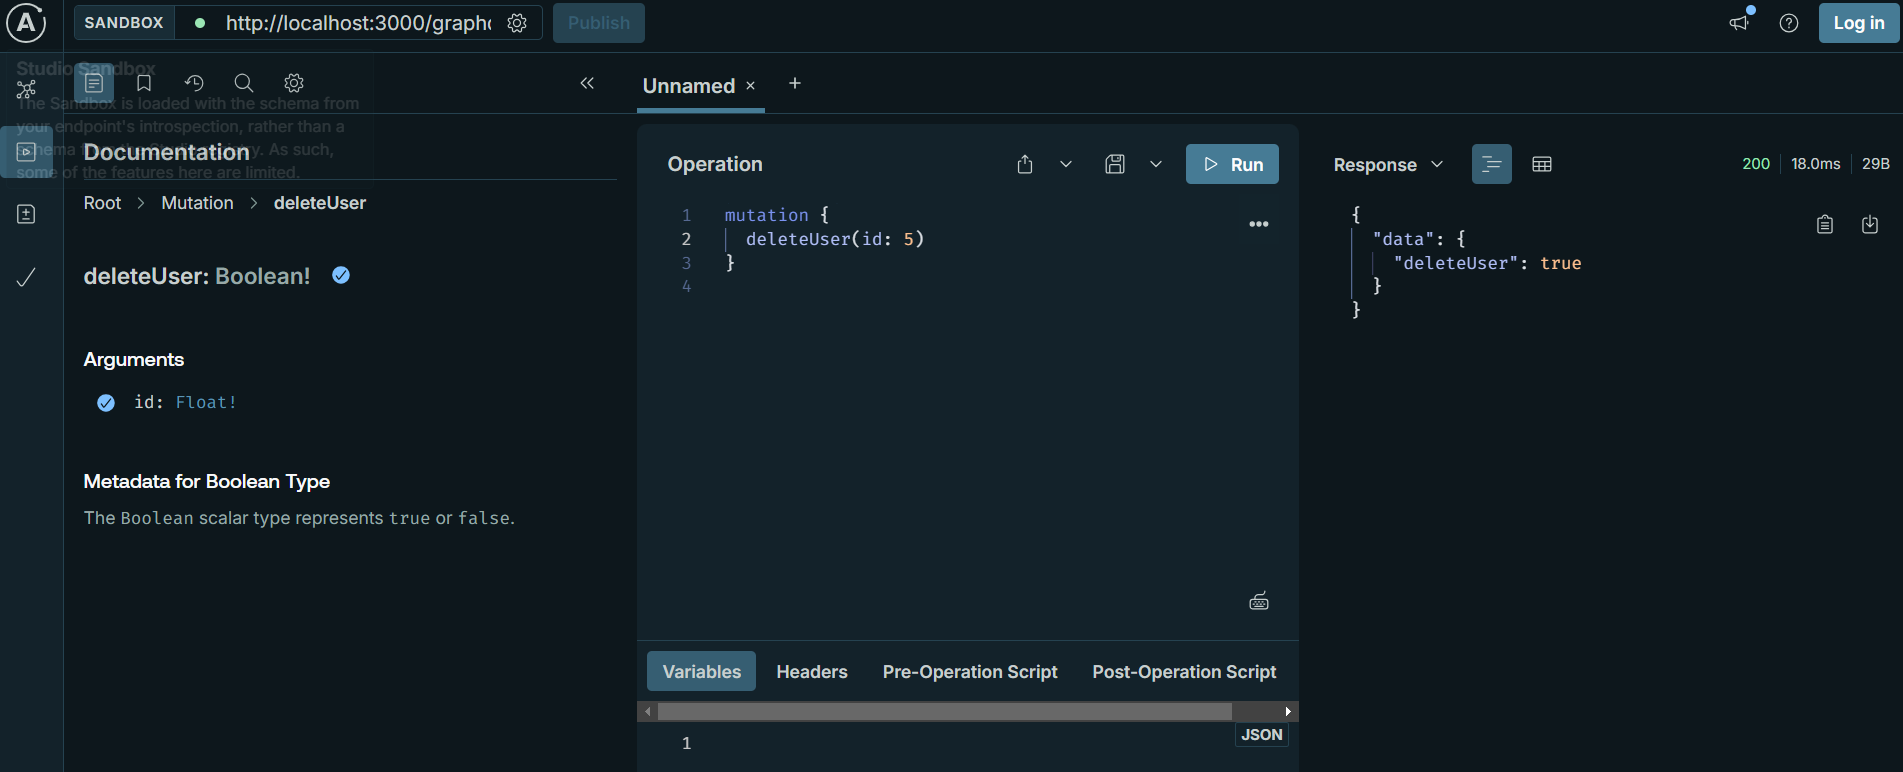 A
SANDBOX
http://localhost:3000/graph
Publish
Log in
Studio Sandbox
The Sandbox is loaded with the schema from
your endpoint's introspection, rather than a
schema from the Studio registry. As such,
some of the features here are limited.
Unnamed × +
Documentation
Root > Mutation > deleteUser
deleteUser: Boolean!
Arguments
id: Float!
Metadata for Boolean Type
The Boolean scalar type represents true or false.
Operation
Run
1 mutation {
2 deleteUser(id: 5)
3 }
4
Variables
Headers
Pre-Operation Script
Post-Operation Script
JSON
1
Response
200
18.0ms
29B
{
"data": {
"deleteUser": true
}
}